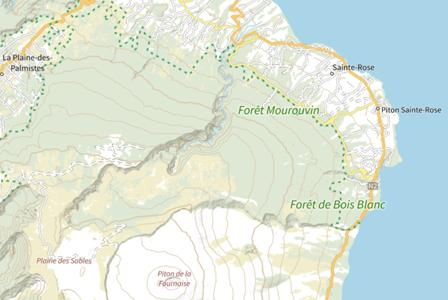 La Plaine-des-
Palmistes
Sainte-Rose
Forêt Mourouvin
Piton Sainte-Rose
N2
Forêt de Bois Blanc
Plaine des Sables
Piton de la
Fournaise